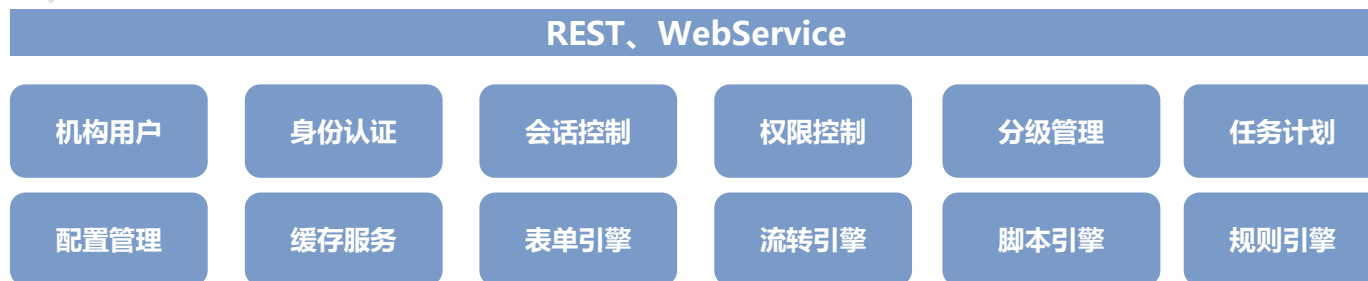 REST、WebService
机构用户 身份认证 会话控制 权限控制 分级管理 任务计划
配置管理 缓存服务 表单引擎 流转引擎 脚本引擎 规则引擎